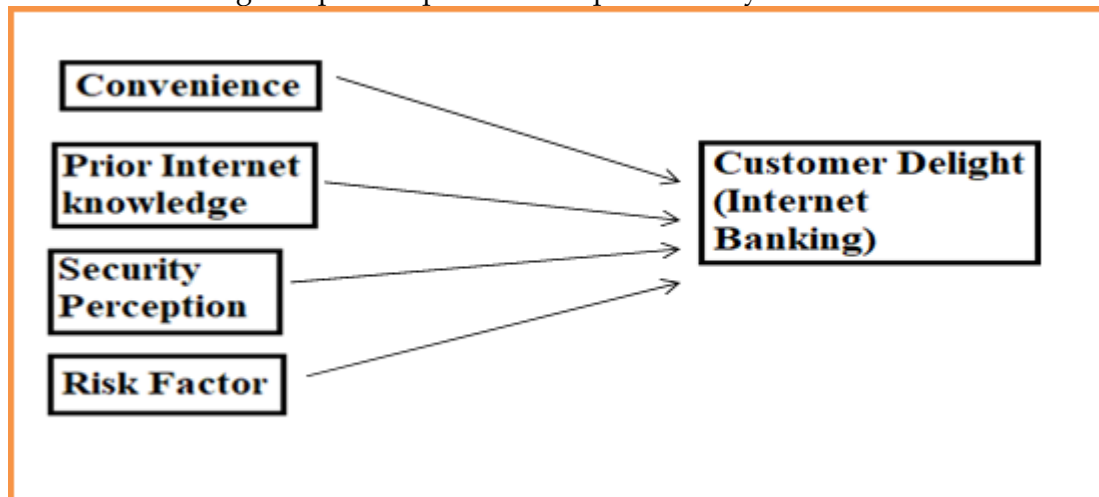 Convenience
Prior Internet
knowledge
Security
Perception
Risk Factor
Customer Delight
(Internet
Banking)